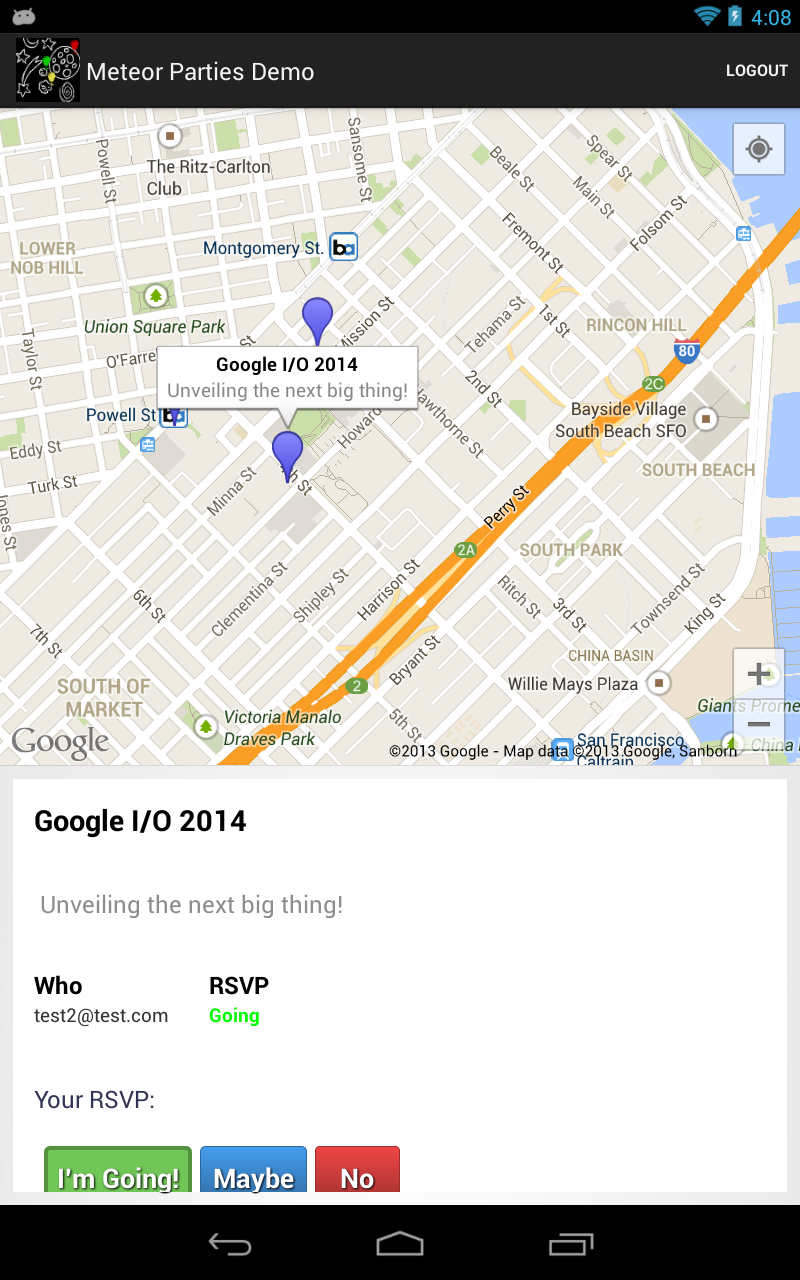 4:08
Meteor Parties Demo
LOGOUT
The Ritz-Carlton
Club
Powell St
Sansome St
Spear St
Beale St
Main St
Folsom St
Fremont St
LOWER
NOB HILL
Montgomery St.
ba
Union Square Park
Mission St
Tehama St
1st St
RINCON HILL
80
Taylor St
O'Farre
Google I/O 2014
Unveiling the next big thing!
2nd St
2C
Powell St
Howard
Hawthorne St
Bayside Village
South Beach SFO
Eddy St
Turk St
Jones St
Minna St
SOUTH BEACH
Perry St
2A
SOUTH PARK
Clementina St
Shipley St
Harrison St
Ritch St
3rd St
Townsend St
King St
6th St
7th St
Bryant St
CHINA BASIN
Willie Mays Plaza
SOUTH OF
MARKET
2
Victoria Manalo
Draves Park
5th St
Giants Prome
China
San Francisco
Caltrain
Google
©2013 Google - Map data ©2013 Google, Sanborn
Google I/O 2014
Unveiling the next big thing!
Who RSVP
test2@test.com Going
Your RSVP:
I'm Going! Maybe No